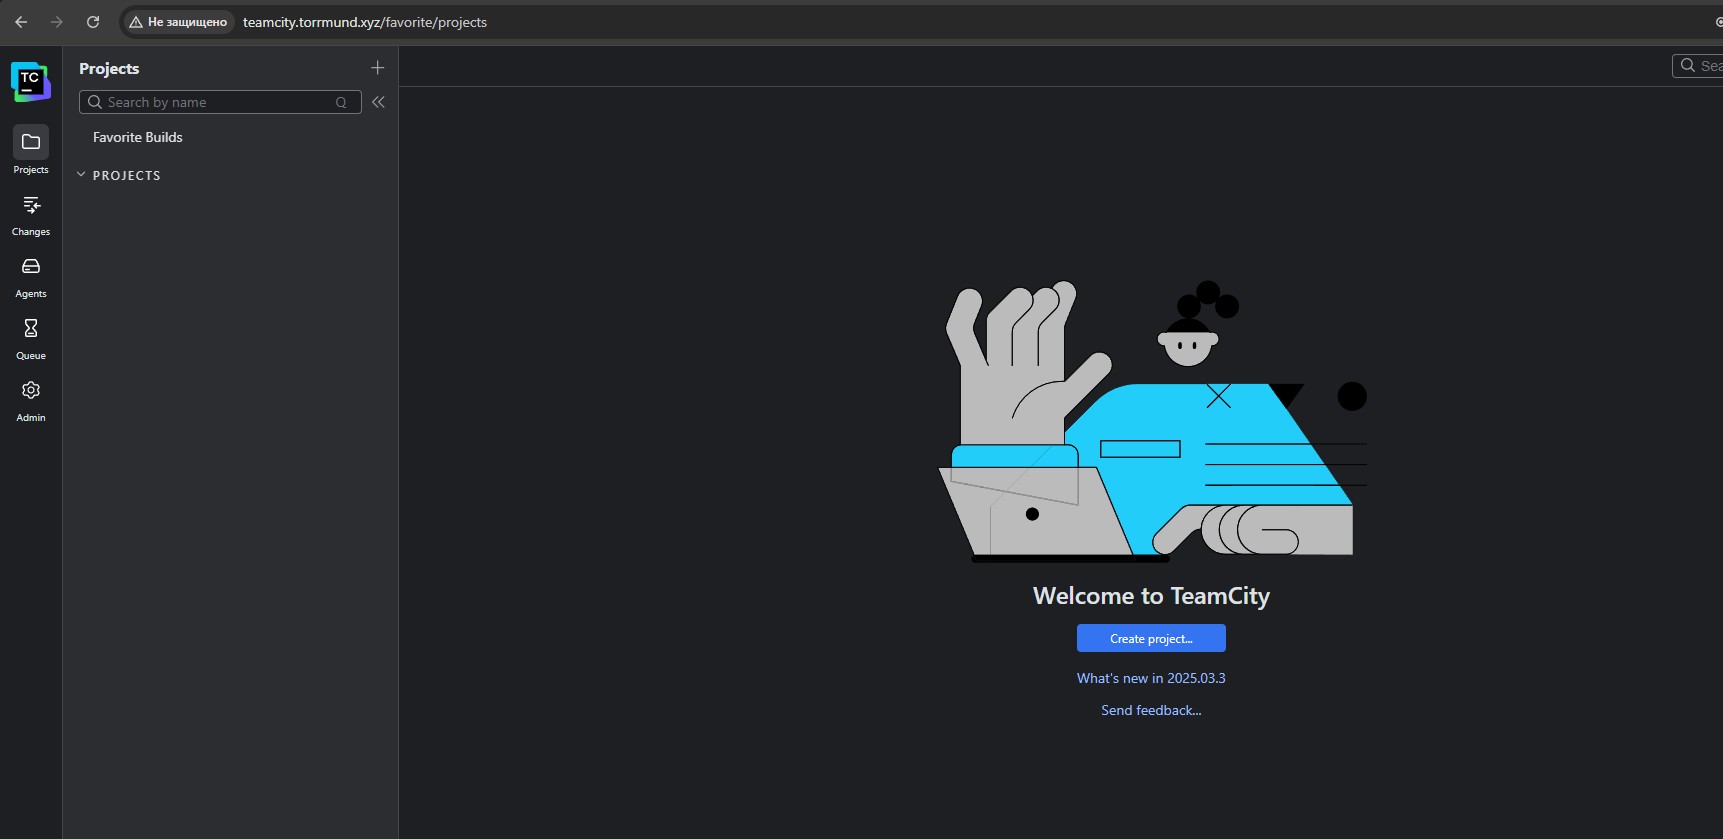 Не защищено
teamcity.torrmund.xyz/favorite/projects
TC
Projects
Search by name
Q
Favorite Builds
PROJECTS
Projects
Changes
Agents
Queue
Admin
Sea
Welcome to TeamCity
Create project...
What's new in 2025.03.3
Send feedback...